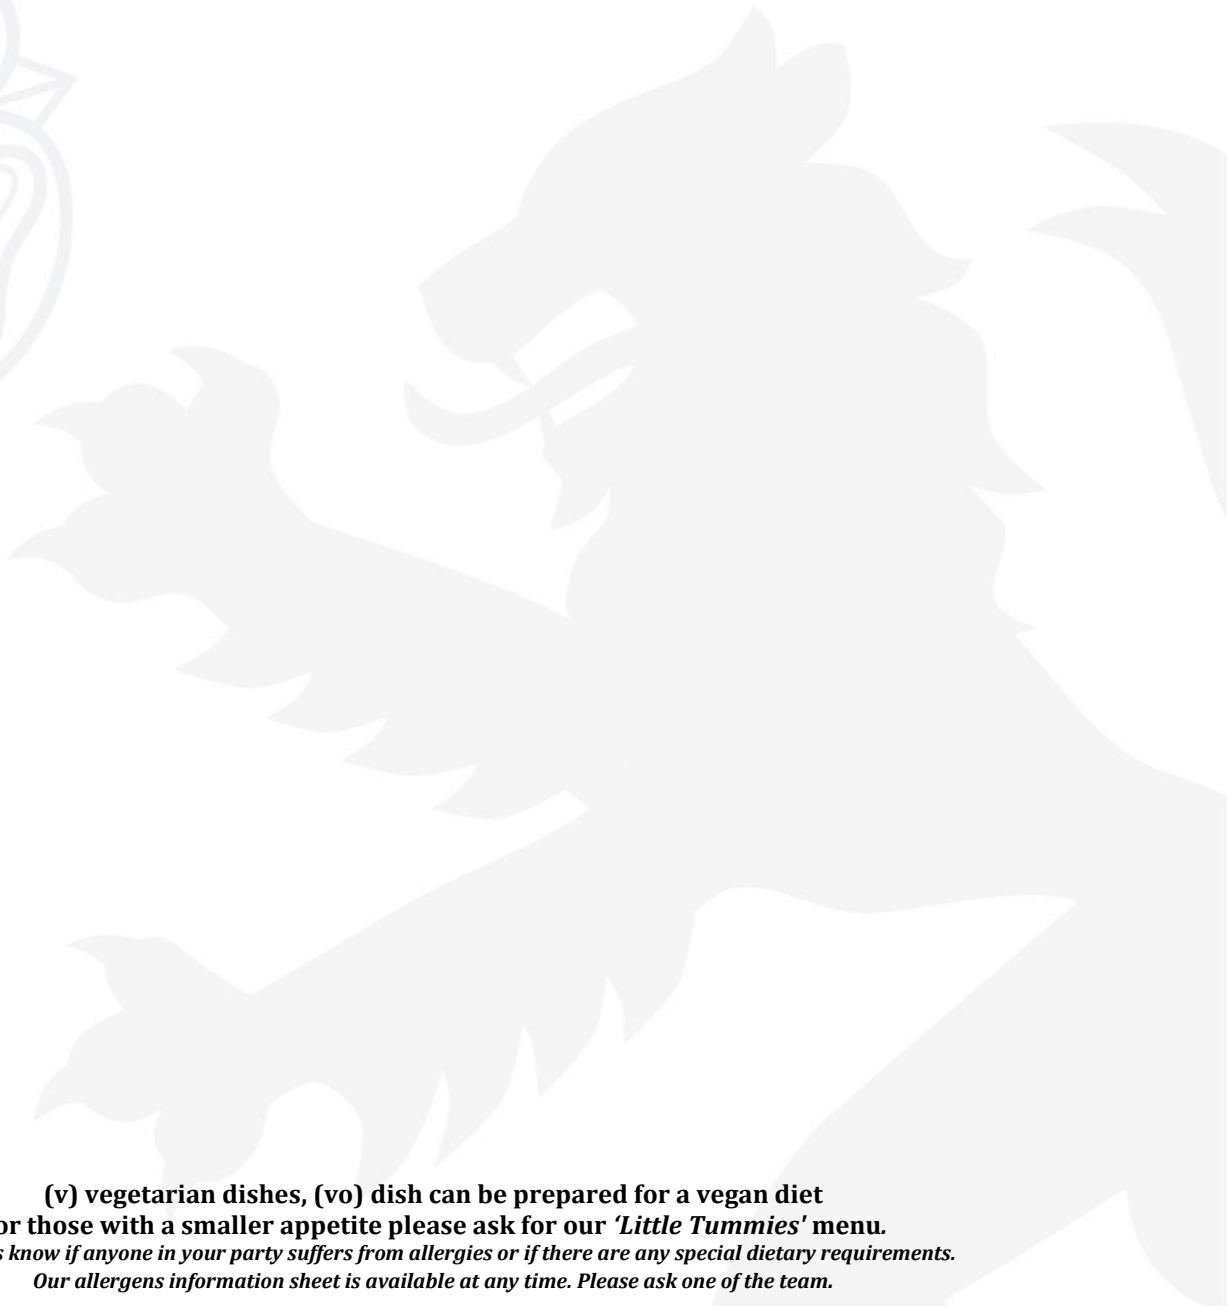 (v) vegetarian dishes, (vo) dish can be prepared for a vegan diet
or those with a smaller appetite please ask for our ‘Little Tummies' menu.
s know if anyone in your party suffers from allergies or if there are any special dietary requirements.
Our allergens information sheet is available at any time. Please ask one of the team.